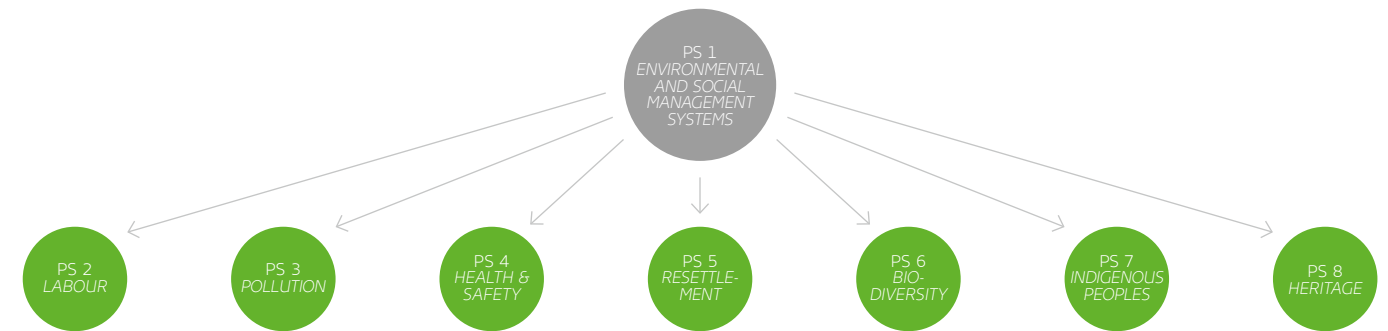 PS 1
ENVIRONMENTAL
AND SOCIAL
MANAGEMENT
SYSTEMS
PS 2
LABOUR
PS 3
POLLUTION
PS 4
HEALTH &
SAFETY
PS 5
RESETTLE-
MENT
PS 6
BIO-
DIVERSITY
PS 7
INDIGENOUS
PEOPLES
PS 8
HERITAGE